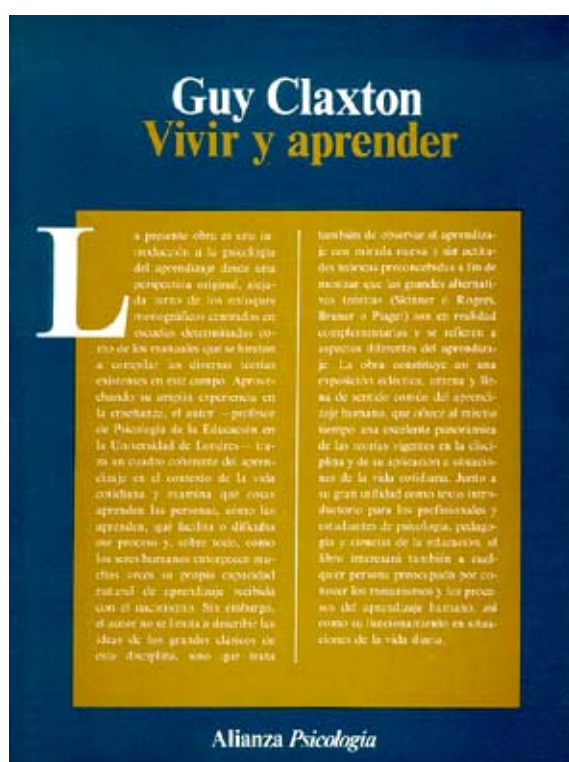 Guy Claxton
Vivir y aprender
La presente obra es una in-
troducción a la psicología
del aprendizaje desde una
perspectiva original, aleja-
da tanto de los enfoques
monográficos centrados en
escuelas determinadas co-
mo de los manuales que se limitan
a compilar las diversas teorías
existentes en este campo. Aprove-
chando su amplia experiencia en
la enseñanza, el autor —profesor
de Psicología de la Educación en
la Universidad de Londres— tra-
za un cuadro coherente del apren-
dizaje en el contexto de la vida
cotidiana y examina qué cosas
aprenden las personas, cómo las
aprenden, qué facilita o dificulta
ese proceso y, sobre todo, cómo
los seres humanos entorpecen mu-
chas veces su propia capacidad
natural de aprendizaje recibida
con el nacimiento. Sin embargo,
el autor no se limita a describir las
ideas de los grandes clásicos de
esta disciplina, sino que trata
también de observar el aprendiza-
je con mirada nueva y sin actitu-
des teóricas preconcebidas a fin de
mostrar que las grandes alternati-
vas teóricas (Skinner o Rogers,
Bruner o Piaget) son en realidad
complementarias y se refieren a
aspectos diferentes del aprendiza-
je. La obra constituye así una
exposición ecléctica, amena y lle-
na de sentido común del aprendi-
zaje humano, que ofrece al mismo
tiempo una excelente panorámica
de las teorías vigentes en la disci-
plina y de su aplicación a situacio-
nes de la vida cotidiana. Junto a
su gran utilidad como texto intro-
ductorio para los profesionales y
estudiantes de psicología, pedago-
gía y ciencias de la educación, el
libro interesará también a cual-
quier persona preocupada por co-
nocer los mecanismos y los proce-
sos del aprendizaje humano, así
como su funcionamiento en situa-
ciones de la vida diaria.
Alianza Psicología